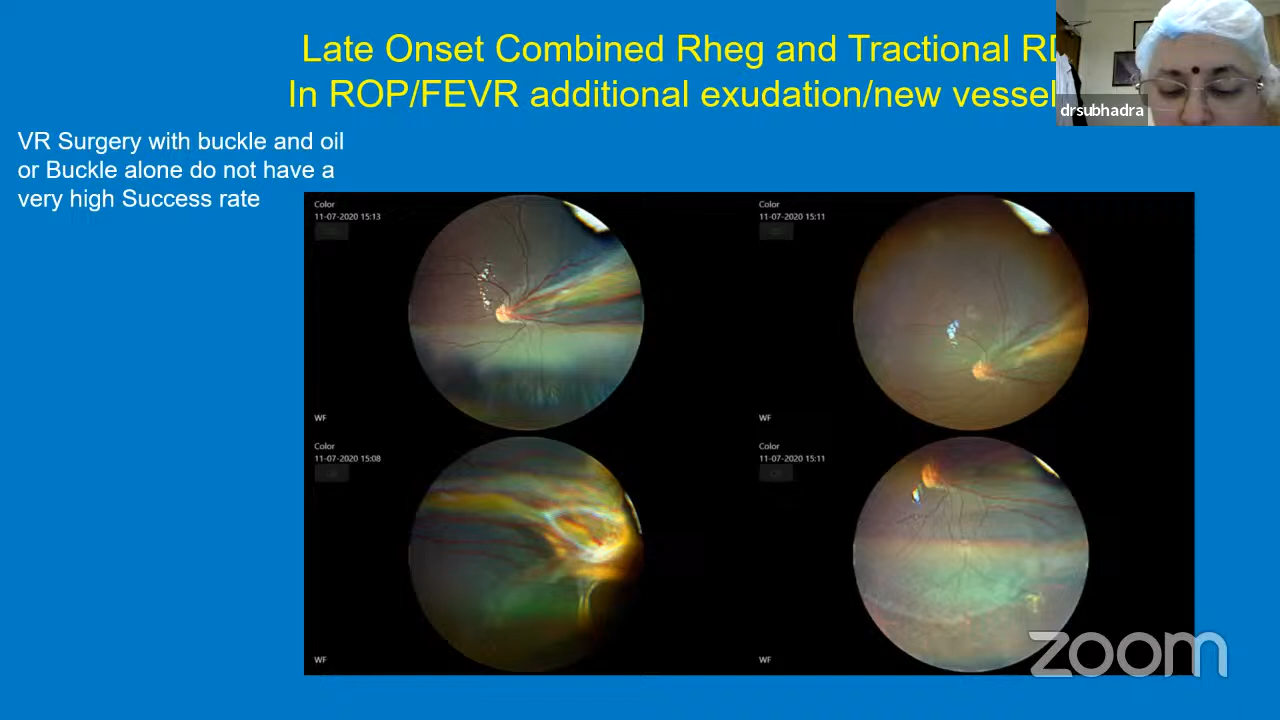 Late Onset Combined Rheg and Tractional RD
In ROP/FEVR additional exudation/new vessel
drsubhadra
VR Surgery with buckle and oil
or Buckle alone do not have a
very high Success rate
Color
11-07-2020 15:13
WF
Color
11-07-2020 15:11
WF
Color
11-07-2020 15:08
WF
Color
11-07-2020 15:11
WF
zoom